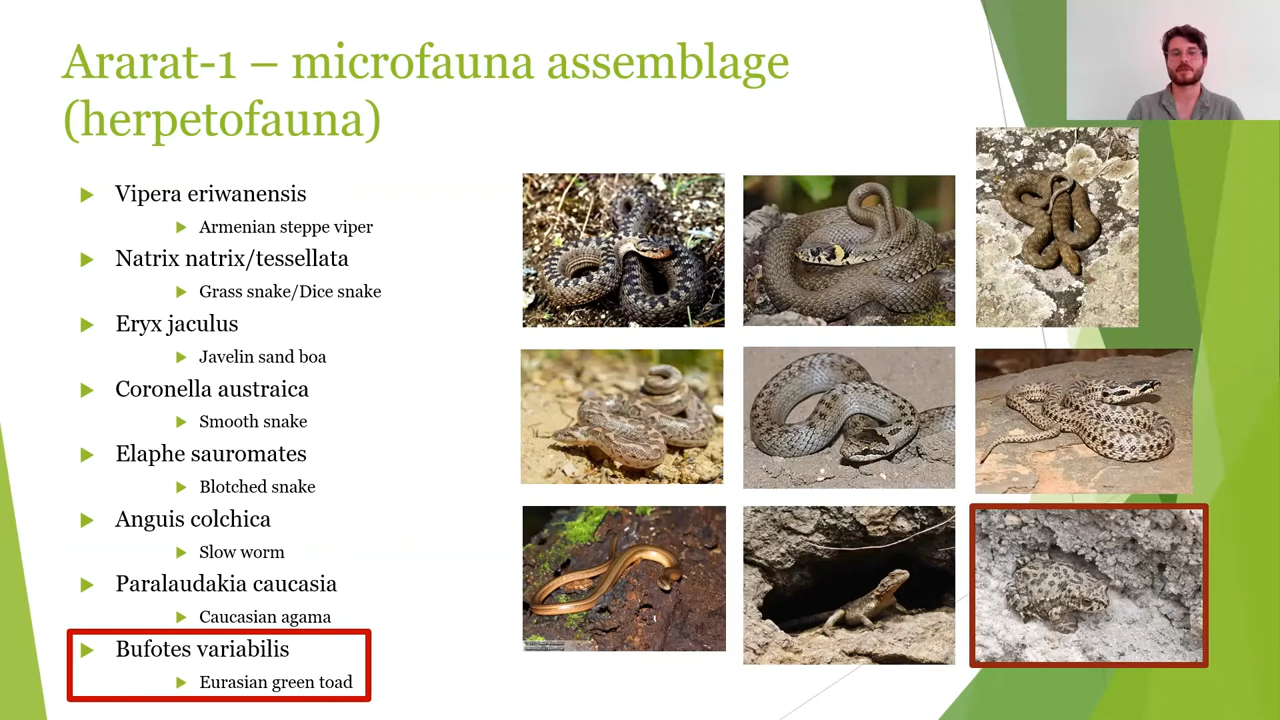 Ararat-1 – microfauna assemblage
(herpetofauna)
Vipera eriwanensis
Armenian steppe viper
Natrix natrix/tessellata
Grass snake/Dice snake
Eryx jaculus
Javelin sand boa
Coronella austraica
Smooth snake
Elaphe sauromates
Blotched snake
Anguis colchica
Slow worm
Paralaudakia caucasia
Caucasian agama
Bufotes variabilis
Eurasian green toad